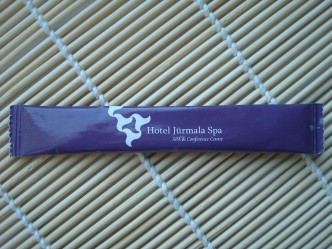 Hotel Jūrmala Spa
SPA & Conference Centre